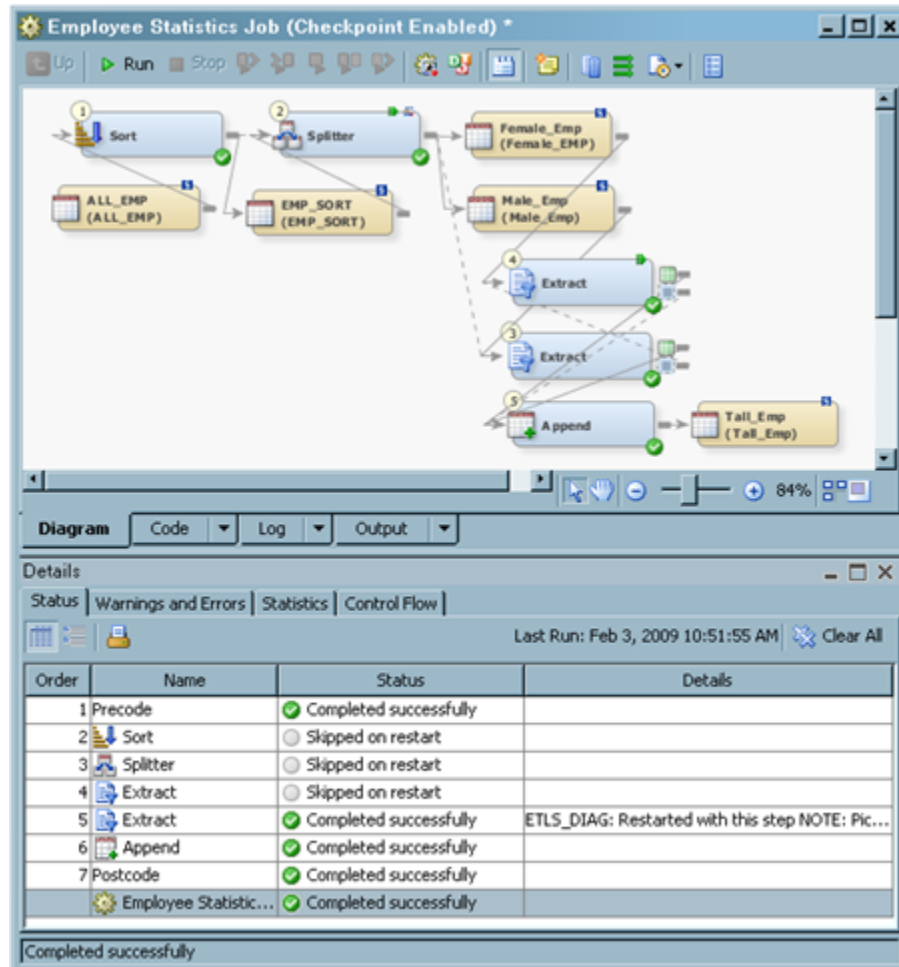 Employee Statistics Job (Checkpoint Enabled) *
Up Run Stop
1 Sort
2 Splitter
Female_Emp
(Female_EMP)
ALL_EMP
(ALL_EMP)
EMP_SORT
(EMP_SORT)
Male_Emp
(Male_Emp)
4 Extract
3 Extract
5 Append
Tall_Emp
(Tall_Emp)
84%
Diagram Code Log Output
Details
Status Warnings and Errors Statistics Control Flow
Last Run: Feb 3, 2009 10:51:55 AM Clear All
Order Name Status Details
1 Precode Completed successfully
2 Sort Skipped on restart
3 Splitter Skipped on restart
4 Extract Skipped on restart
5 Extract Completed successfully ETLS_DIAG: Restarted with this step NOTE: Pic...
6 Append Completed successfully
7 Postcode Completed successfully
Employee Statistic... Completed successfully
Completed successfully